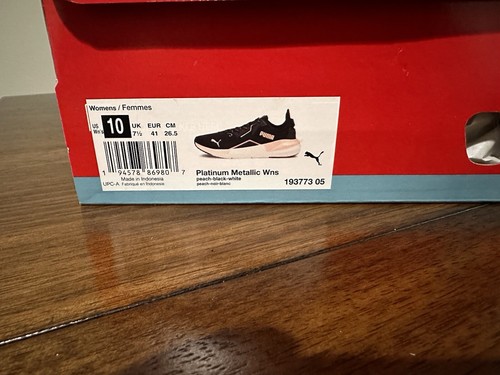 Womens / Femmes
US Wn's 10 UK 7½ EUR 41 CM 26.5
1 94578 86980 7
Made in Indonesia
UPC-A Fabriqué en Indonésie
Platinum Metallic Wns
peach-black-white
peach-noir-blanc
193773 05